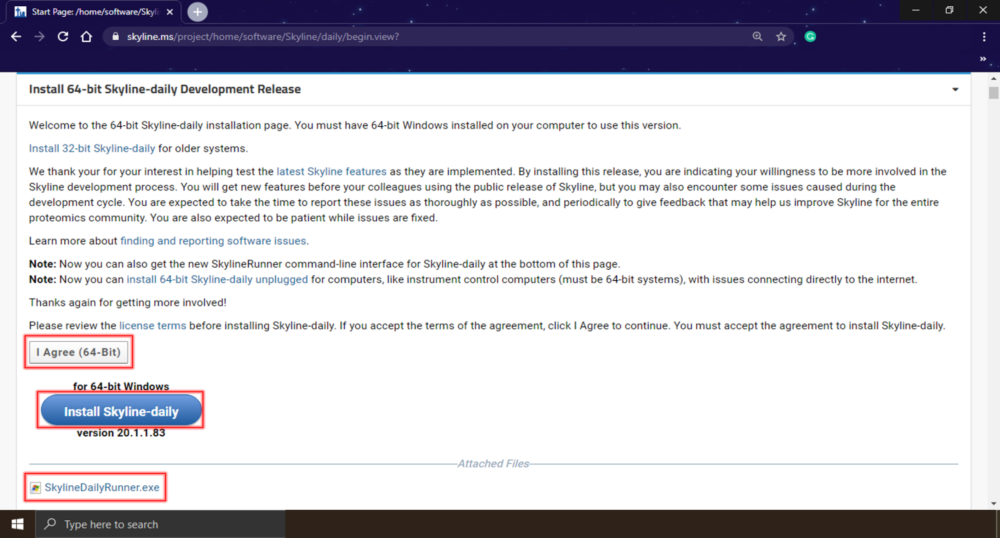 Start Page: /home/software/Skyli
skyline.ms/project/home/software/Skyline/daily/begin.view?
Install 64-bit Skyline-daily Development Release
Welcome to the 64-bit Skyline-daily installation page. You must have 64-bit Windows installed on your computer to use this version.
Install 32-bit Skyline-daily for older systems.
We thank your for your interest in helping test the latest Skyline features as they are implemented. By installing this release, you are indicating your willingness to be more involved in the
Skyline development process. You will get new features before your colleagues using the public release of Skyline, but you may also encounter some issues caused during the
development cycle. You are expected to take the time to report these issues as thoroughly as possible, and periodically to give feedback that may help us improve Skyline for the entire
proteomics community. You are also expected to be patient while issues are fixed.
Learn more about finding and reporting software issues.
Note: Now you can also get the new SkylineRunner command-line interface for Skyline-daily at the bottom of this page.
Note: Now you can install 64-bit Skyline-daily unplugged for computers, like instrument control computers (must be 64-bit systems), with issues connecting directly to the internet.
Thanks again for getting more involved!
Please review the license terms before installing Skyline-daily. If you accept the terms of the agreement, click I Agree to continue. You must accept the agreement to install Skyline-daily.
I Agree (64-Bit)
for 64-bit Windows
Install Skyline-daily
version 20.1.1.83
Attached Files
SkylineDailyRunner.exe
Type here to search